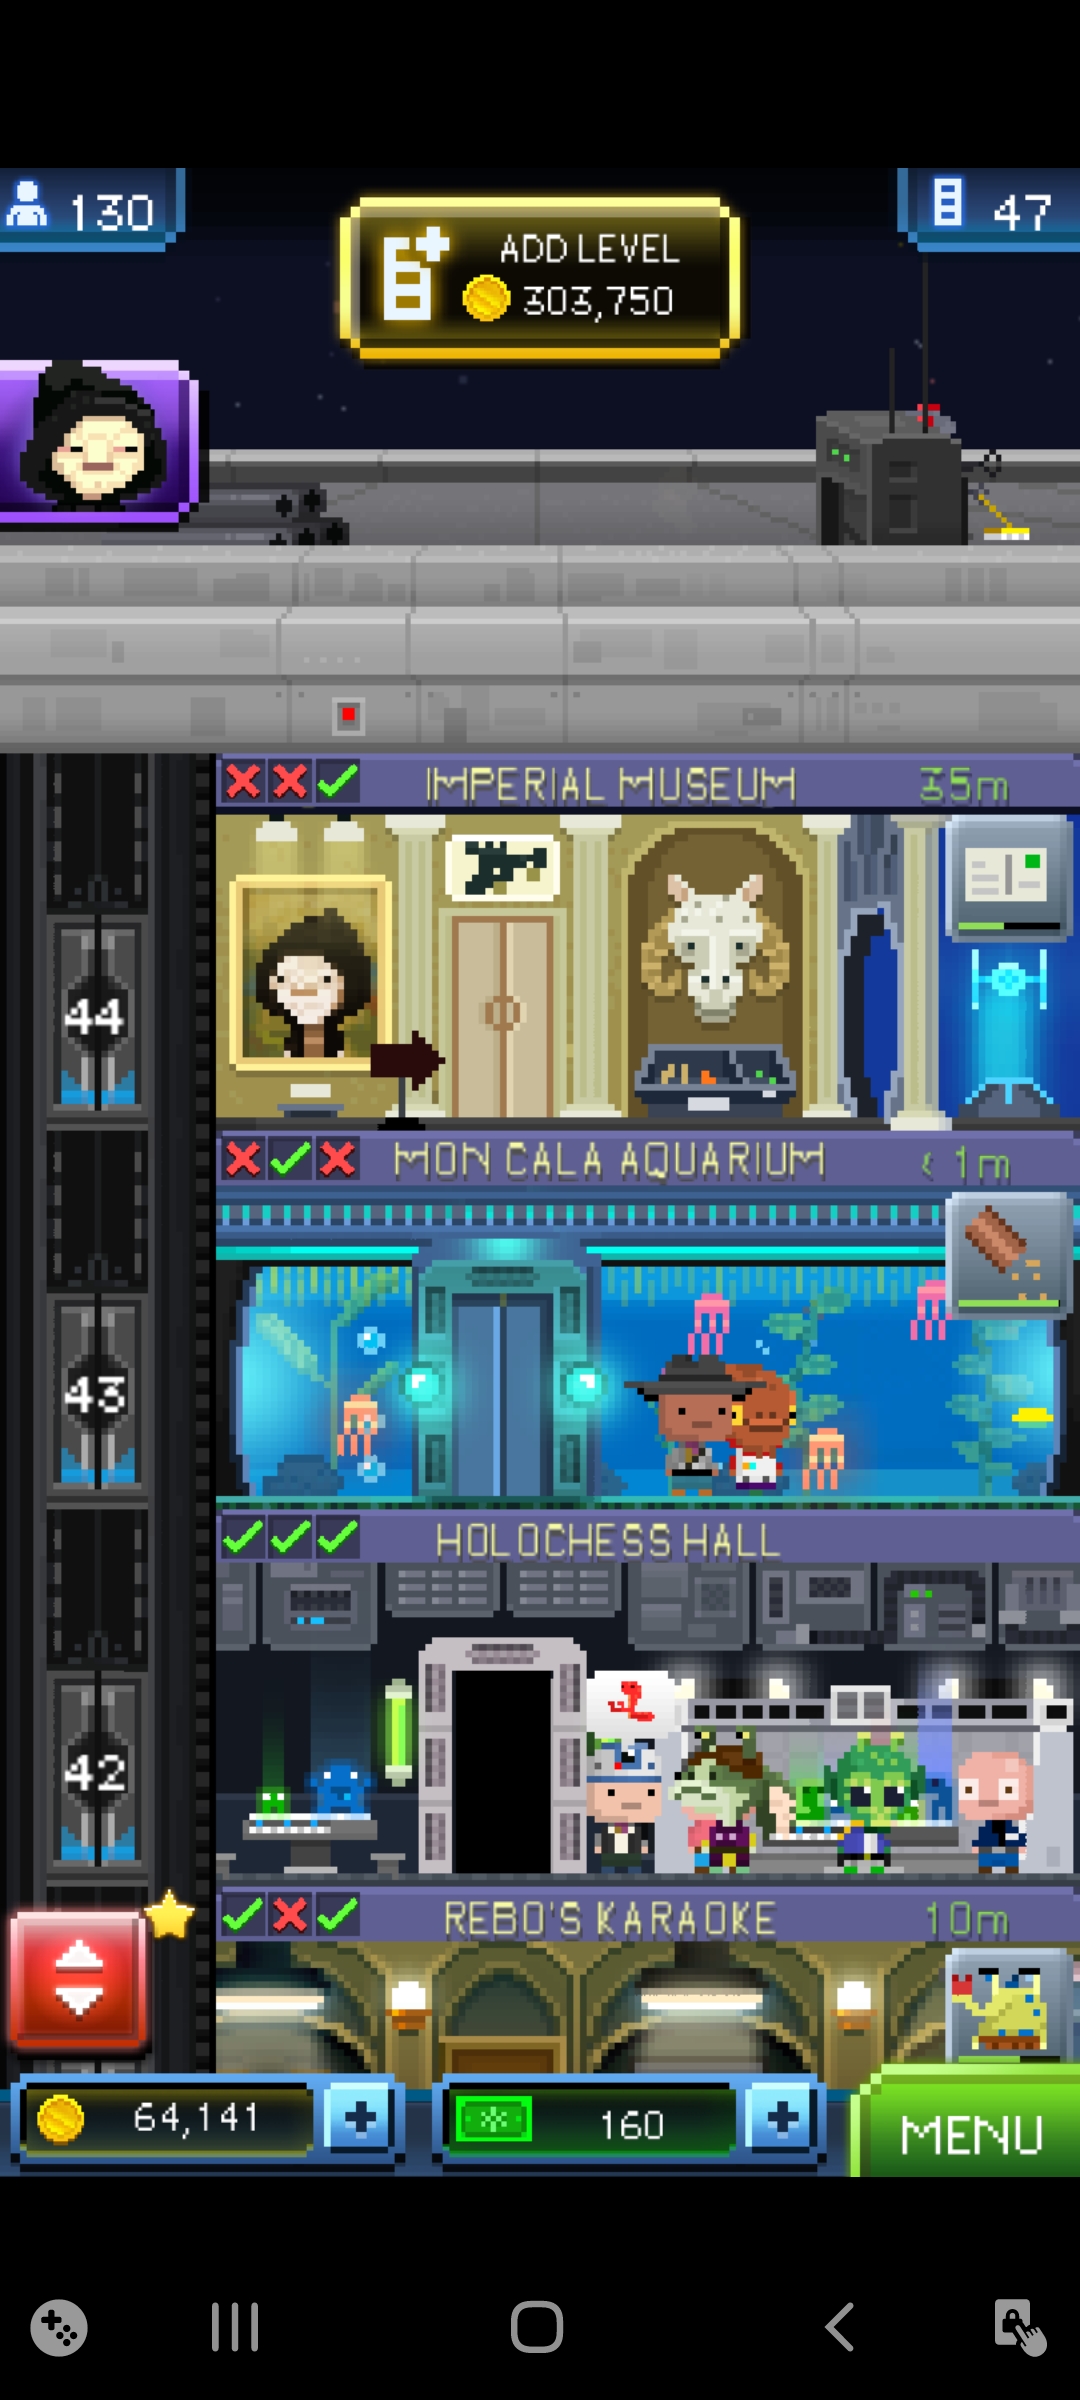 130
ADD LEVEL
303,750
47
IMPERIAL MUSEUM
35m
44
MON CALA AQUARIUM
< 1m
43
HOLOCHESS HALL
42
REBO'S KARAOKE
10m
64,141
160
MENU